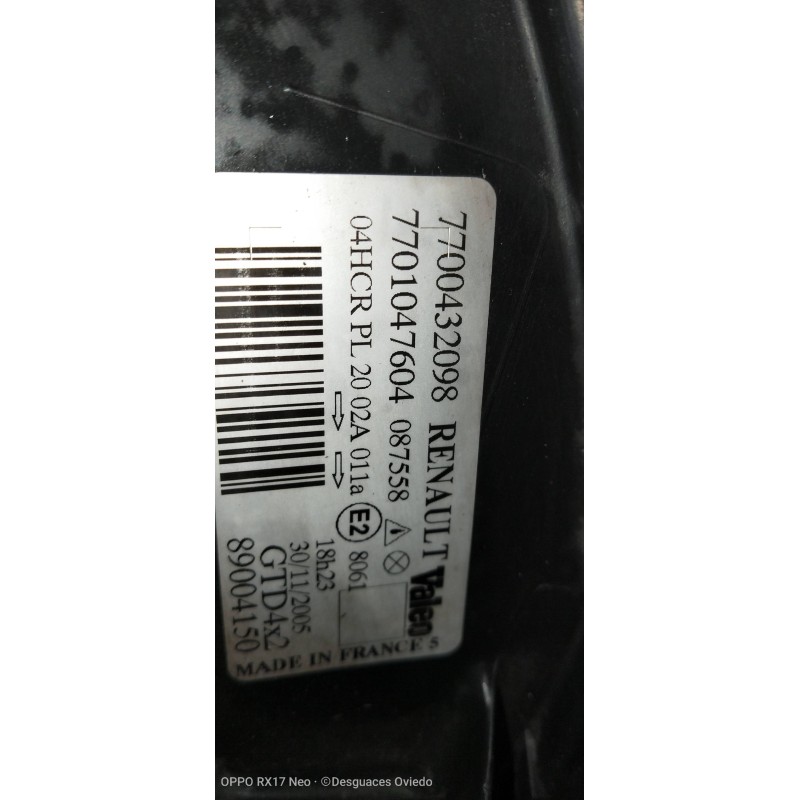 7700432098 RENAULT Valeo
7701047604 087558
04HCR PL 20 02A 011a E2 8061
18h23
30/11/2005
GTD4x2
89004150
MADE IN FRANCE 5
OPPO RX17 Neo · ©Desguaces Oviedo